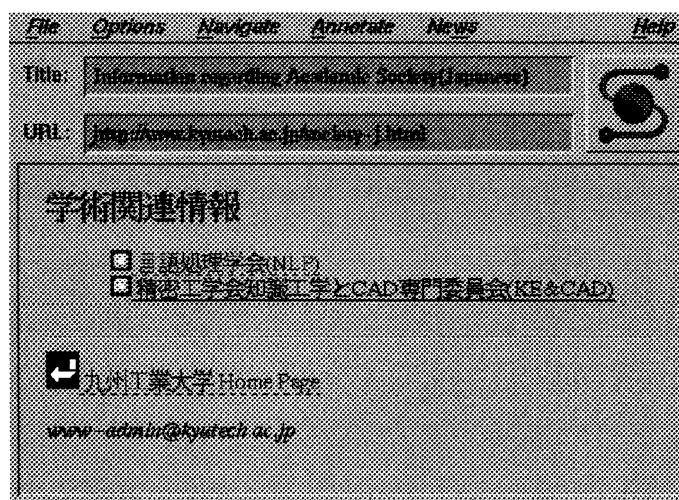 File Options Navigate Annotate News Help
Title: Information regarding Academic Society(Japanese)
URL: http://www.kyutech.ac.jp/society-j.html
学術関連情報
言語処理学会(NLP)
精密工学会知識工学とCAD専門委員会(KE&CAD)
九州工業大学 Home Page
www-admin@kyutech.ac.jp